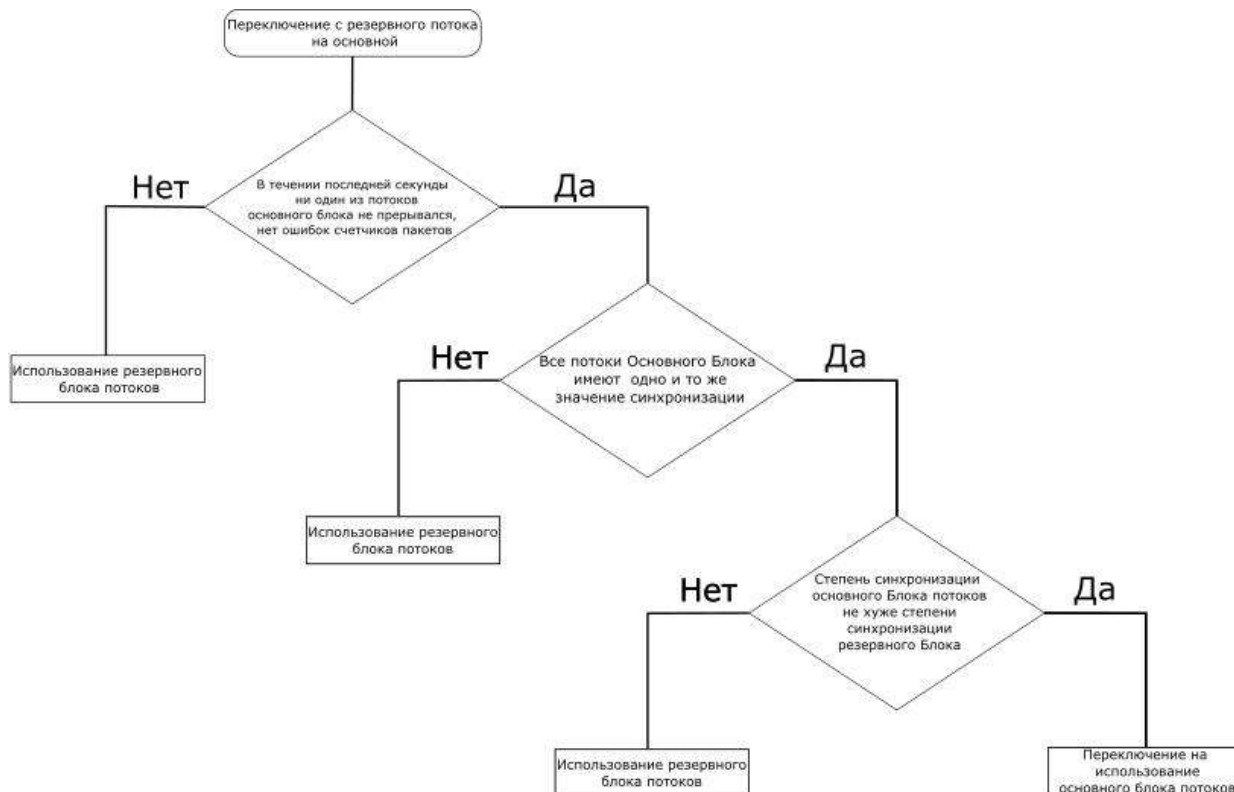 Переключение с резервного потока
на основной
Нет
Да
В течении последней секунды
ни один из потоков
основного блока не прерывался,
нет ошибок счетчиков пакетов
Использование резервного
блока потоков
Нет
Да
Все потоки Основного Блока
имеют одно и то же
значение синхронизации
Использование резервного
блока потоков
Нет
Да
Степень синхронизации
основного Блока потоков
не хуже степени
синхронизации
резервного Блока
Использование резервного
блока потоков
Переключение на
использование
основного блока потоков